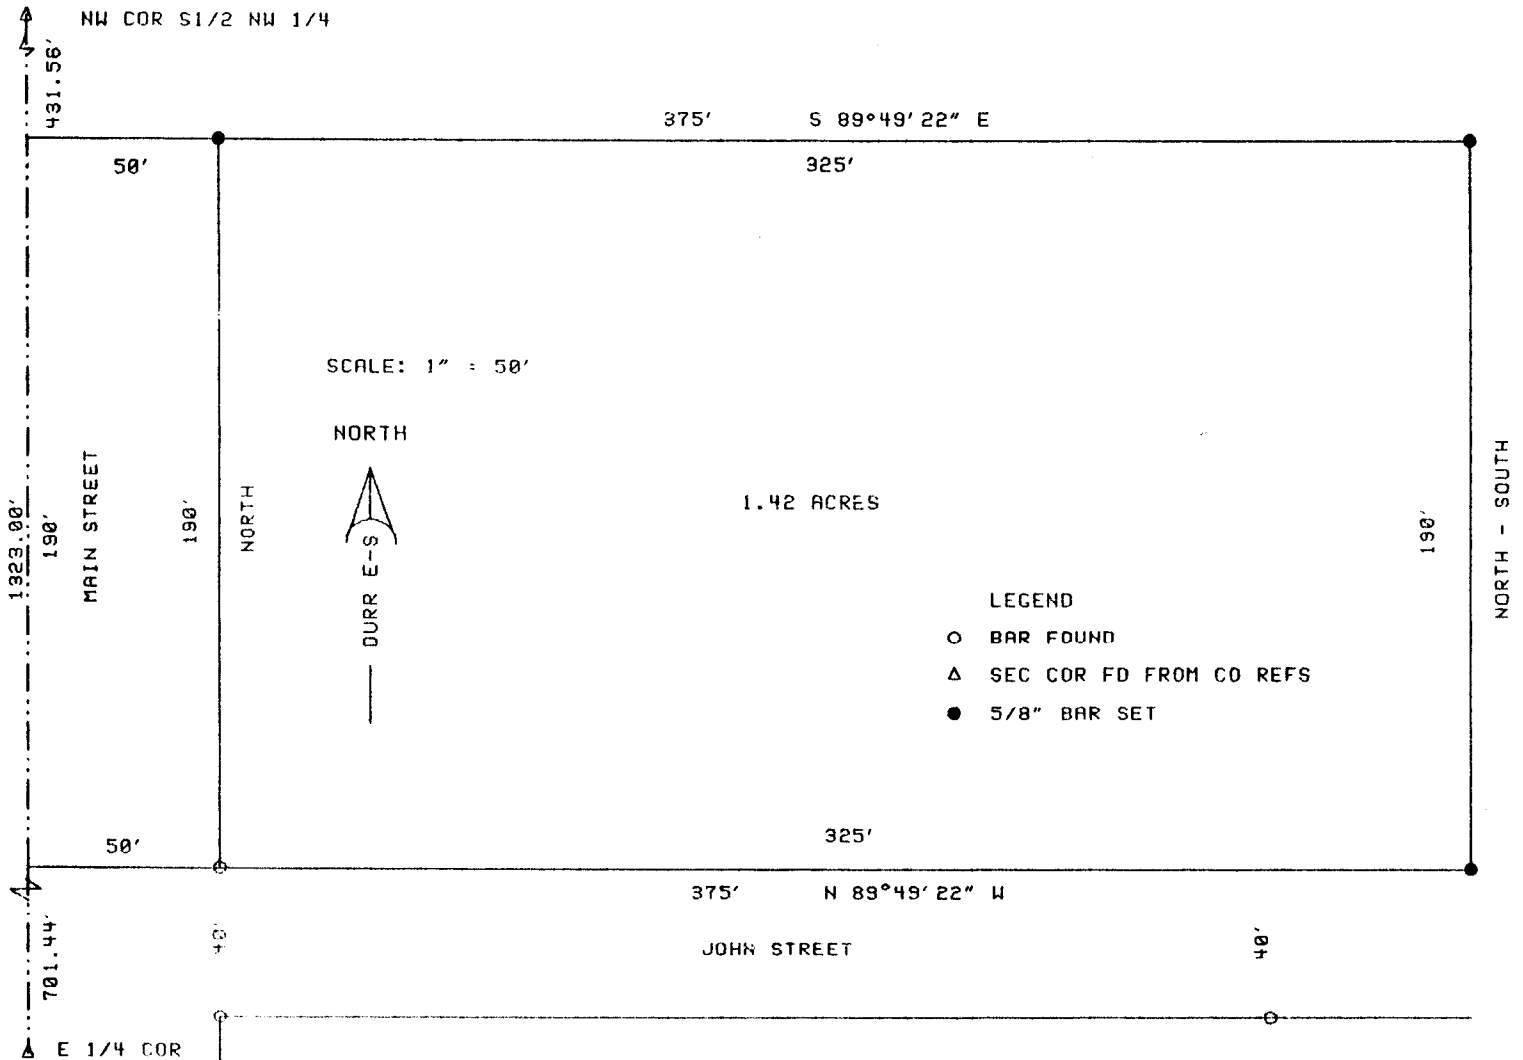 NW COR S1/2 NW 1/4
431.56'
375' S 89°49'22" E
50'
325'
SCALE: 1" = 50'
NORTH
DURR E-S
1.42 ACRES
1323.00'
190'
MAIN STREET
190'
NORTH
190'
NORTH - SOUTH
LEGEND
BAR FOUND
SEC COR FD FROM CO REFS
5/8" BAR SET
50'
325'
375' N 89°49'22" W
701.44'
40'
JOHN STREET
40'
E 1/4 COR